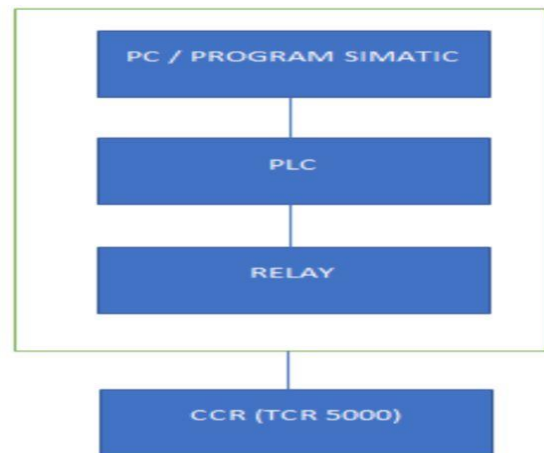 PC / PROGRAM SIMATIC
PLC
RELAY
CCR (TCR 5000)